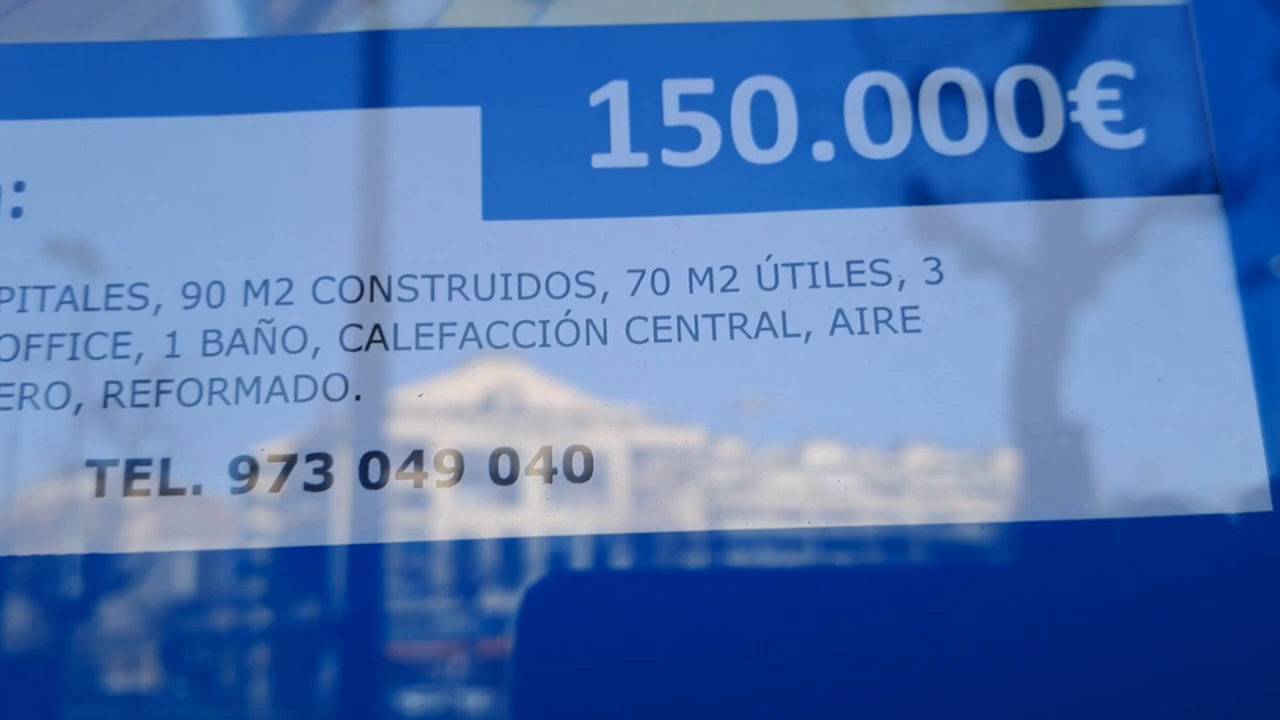 150.000€
:
PITALES, 90 M2 CONSTRUIDOS, 70 M2 ÚTILES, 3
OFFICE, 1 BAÑO, CALEFACCIÓN CENTRAL, AIRE
ERO, REFORMADO.
TEL. 973 049 040